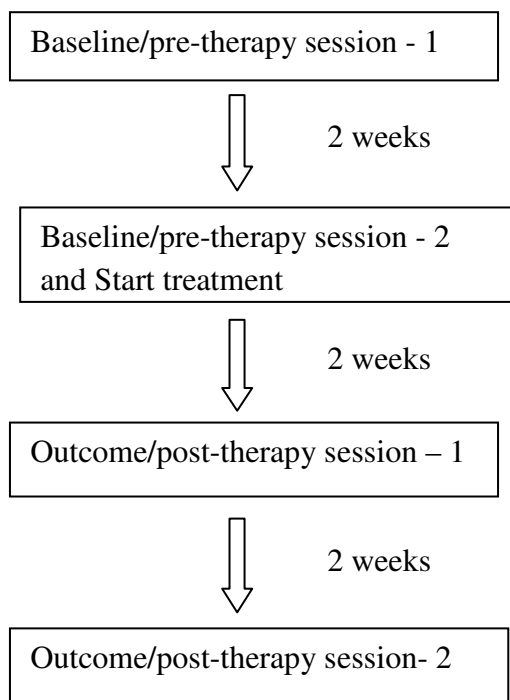 Baseline/pre-therapy session - 1
2 weeks
Baseline/pre-therapy session - 2
and Start treatment
2 weeks
Outcome/post-therapy session – 1
2 weeks
Outcome/post-therapy session- 2